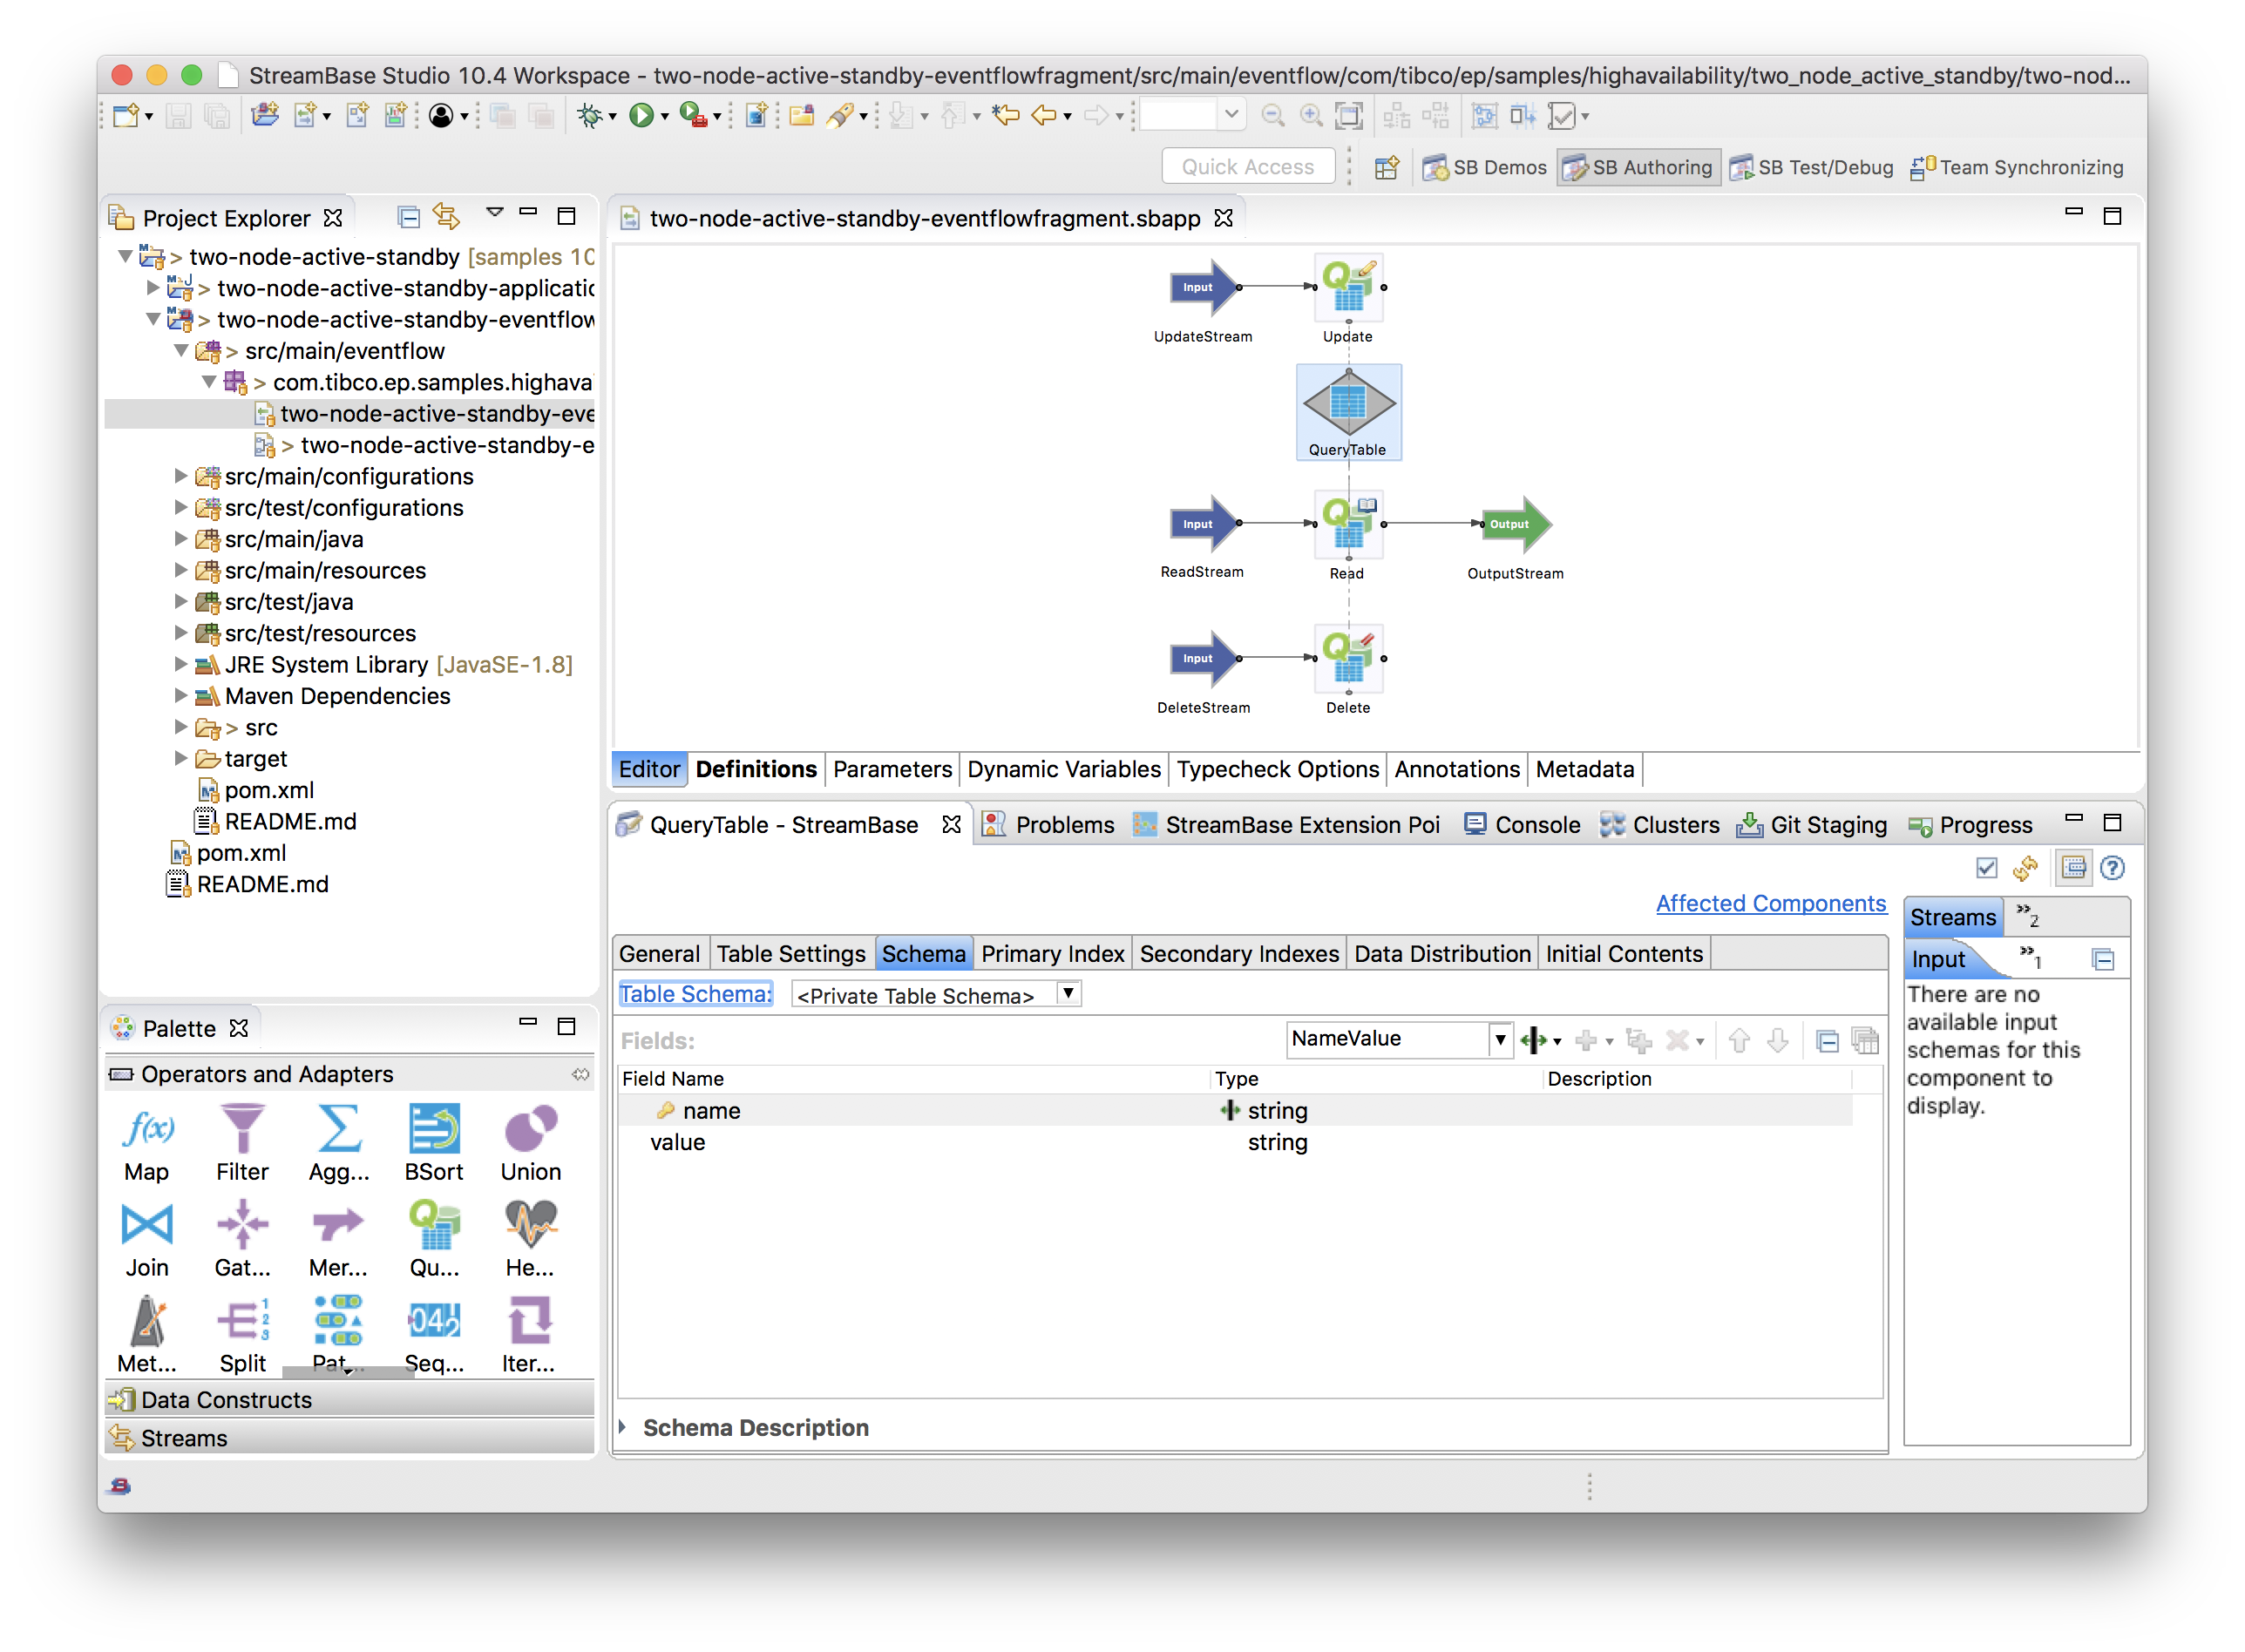 StreamBase Studio 10.4 Workspace - two-node-active-standby-eventflowfragment/src/main/eventflow/com/tibco/ep/samples/highavailability/two_node_active_standby/two-nod...
Quick Access
SB Demos
SB Authoring
SB Test/Debug
Team Synchronizing
Project Explorer
> two-node-active-standby [samples 10
> two-node-active-standby-applicatio
> two-node-active-standby-eventflow
> src/main/eventflow
> com.tibco.ep.samples.highava
two-node-active-standby-eve
> two-node-active-standby-e
src/main/configurations
src/test/configurations
src/main/java
src/main/resources
src/test/java
src/test/resources
JRE System Library [JavaSE-1.8]
Maven Dependencies
> src
target
pom.xml
README.md
pom.xml
README.md
Palette
Operators and Adapters
f(x)
Map
Filter
Agg...
BSort
Union
Join
Gat...
Mer...
Qu...
He...
Met...
Split
Pat...
Seq...
Iter...
Data Constructs
Streams
two-node-active-standby-eventflowfragment.sbapp
Input
UpdateStream
Update
QueryTable
Input
Output
ReadStream
Read
OutputStream
Input
DeleteStream
Delete
Editor
Definitions
Parameters
Dynamic Variables
Typecheck Options
Annotations
Metadata
QueryTable - StreamBase
Problems
StreamBase Extension Poi
Console
Clusters
Git Staging
Progress
Affected Components
General
Table Settings
Schema
Primary Index
Secondary Indexes
Data Distribution
Initial Contents
Table Schema:
<Private Table Schema>
Fields:
NameValue
Field Name
Type
Description
name
string
value
string
Schema Description
Streams
»2
Input
»1
There are no
available input
schemas for this
component to
display.